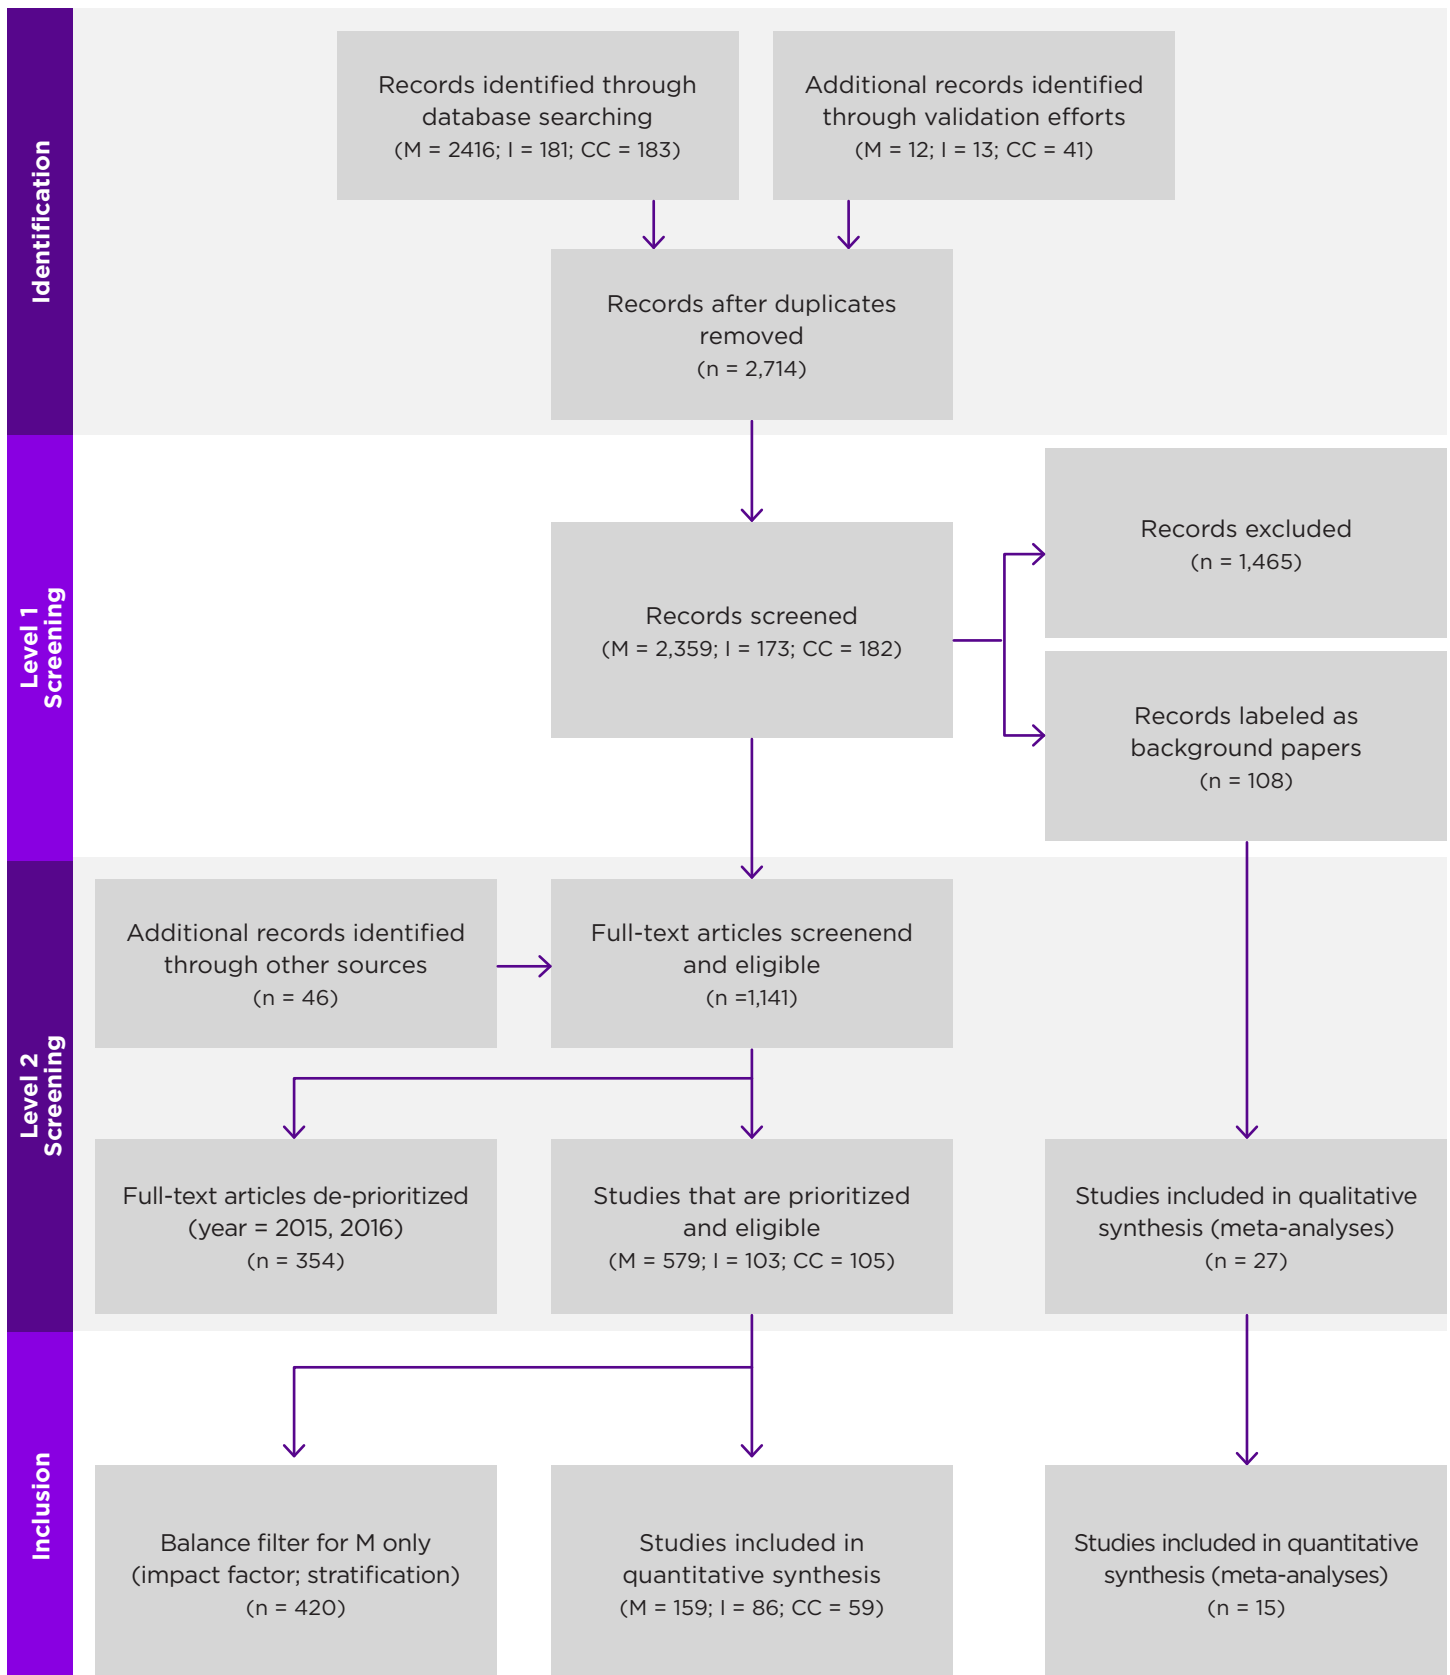 Identification
Records identified through
database searching
(M = 2416; I = 181; CC = 183)
Additional records identified
through validation efforts
(M = 12; I = 13; CC = 41)
Records after duplicates
removed
(n = 2,714)
Level 1
Screening
Records screened
(M = 2,359; I = 173; CC = 182)
Records excluded
(n = 1,465)
Records labeled as
background papers
(n = 108)
Level 2
Screening
Additional records identified
through other sources
(n = 46)
Full-text articles screenend
and eligible
(n =1,141)
Full-text articles de-prioritized
(year = 2015, 2016)
(n = 354)
Studies that are prioritized
and eligible
(M = 579; I = 103; CC = 105)
Studies included in qualitative
synthesis (meta-analyses)
(n = 27)
Inclusion
Balance filter for M only
(impact factor; stratification)
(n = 420)
Studies included in
quantitative synthesis
(M = 159; I = 86; CC = 59)
Studies included in quantitative
synthesis (meta-analyses)
(n = 15)